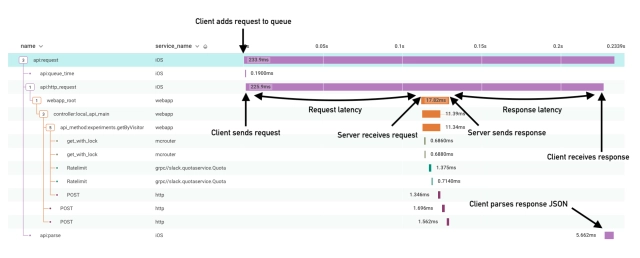 Client adds request to queue
name service_name 0s 0.05s 0.1s 0.15s 0.2s 0.2339s
2 api:request iOS 233.9ms
api:queue_time iOS 0.1900ms
1 api:http_request iOS 225.9ms
Request latency Response latency
1 webapp_root webapp 17.82ms
2 controller:local_api_main webapp 11.39ms
5 api_method:experiments.getByVisitor webapp 11.34ms
Client sends request Server receives request Server sends response
get_with_lock mcrouter 0.6860ms
get_with_lock mcrouter 0.6880ms
Client receives response
Ratelimit grpc//slack.quotaservice.Quota 1.375ms
Ratelimit grpc//slack.quotaservice.Quota 0.7140ms
POST http 1.346ms
Client parses response JSON
POST http 1.696ms
POST http 1.562ms
api:parse iOS 5.662ms